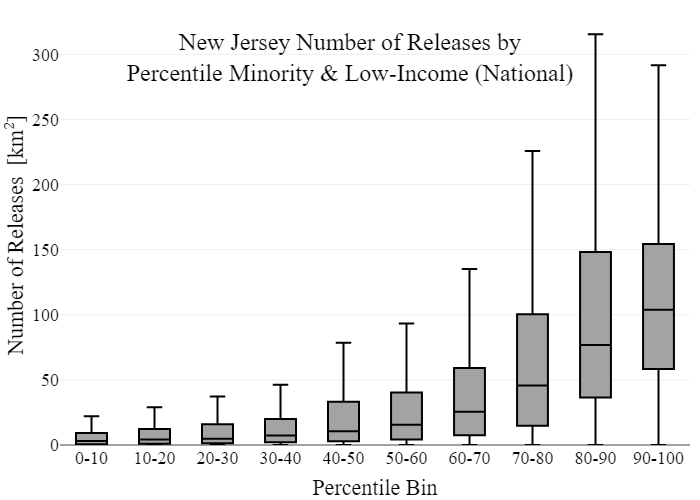 New Jersey Number of Releases by
Percentile Minority & Low-Income (National)
Number of Releases [km²]
300
250
200
150
100
50
0
0-10 10-20 20-30 30-40 40-50 50-60 60-70 70-80 80-90 90-100
Percentile Bin